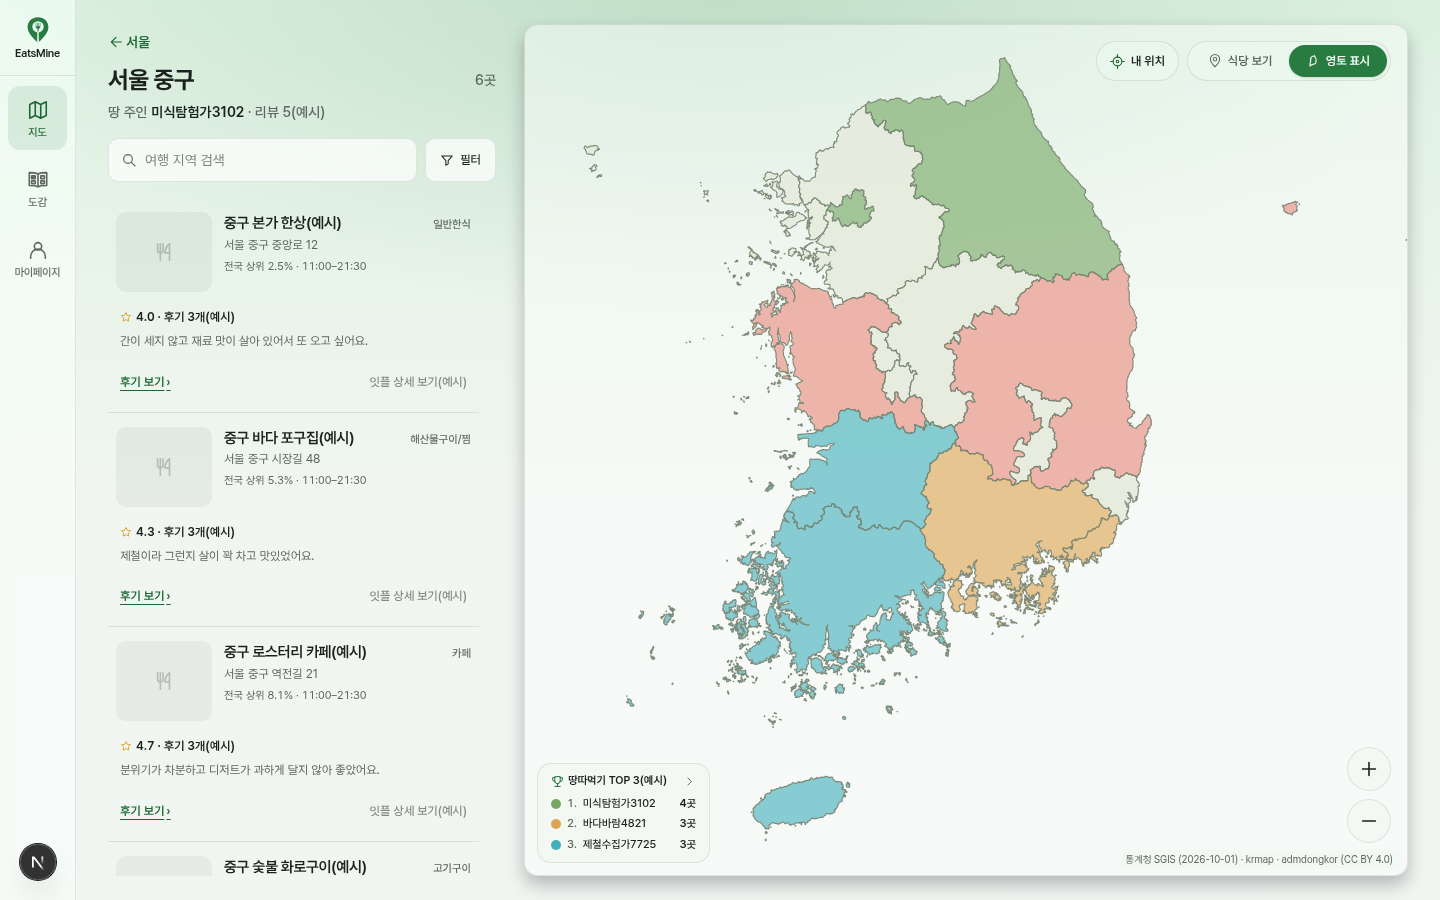 EatsMine
지도
도감
마이페이지
N
서울
서울 중구
6곳
땅 주인 미식탐험가3102 · 리뷰 5(예시)
여행 지역 검색
필터
중구 본가 한상(예시)
일반한식
서울 중구 중앙로 12
전국 상위 2.5% · 11:00–21:30
4.0 · 후기 3개(예시)
간이 세지 않고 재료 맛이 살아 있어서 또 오고 싶어요.
후기 보기 ›
잇플 상세 보기(예시)
중구 바다 포구집(예시)
해산물구이/찜
서울 중구 시장길 48
전국 상위 5.3% · 11:00–21:30
4.3 · 후기 3개(예시)
제철이라 그런지 살이 꽉 차고 맛있었어요.
후기 보기 ›
잇플 상세 보기(예시)
중구 로스터리 카페(예시)
카페
서울 중구 역전길 21
전국 상위 8.1% · 11:00–21:30
4.7 · 후기 3개(예시)
분위기가 차분하고 디저트가 과하게 달지 않아 좋았어요.
후기 보기 ›
잇플 상세 보기(예시)
중구 숯불 화로구이(예시)
고기구이
내 위치
식당 보기
영토 표시
땅따먹기 TOP 3(예시)
1. 미식탐험가3102 4곳
2. 바다바람4821 3곳
3. 제철수집가7725 3곳
통계청 SGIS (2026-10-01) · krmap · admdongkor (CC BY 4.0)